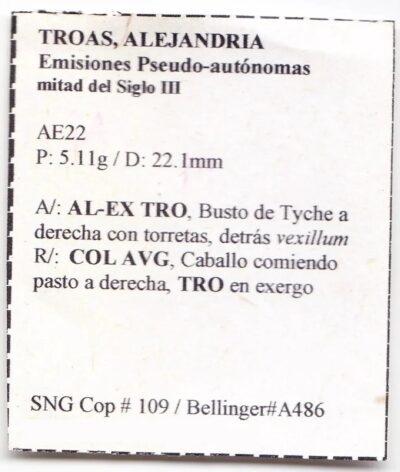 TROAS, ALEJANDRIA
Emisiones Pseudo-autónomas
mitad del Siglo III
AE22
P: 5.11g / D: 22.1mm
A/: AL-EX TRO, Busto de Tyche a
derecha con torretas, detrás vexillum
R/: COL AVG, Caballo comiendo
pasto a derecha, TRO en exergo
SNG Cop # 109 / Bellinger#A486